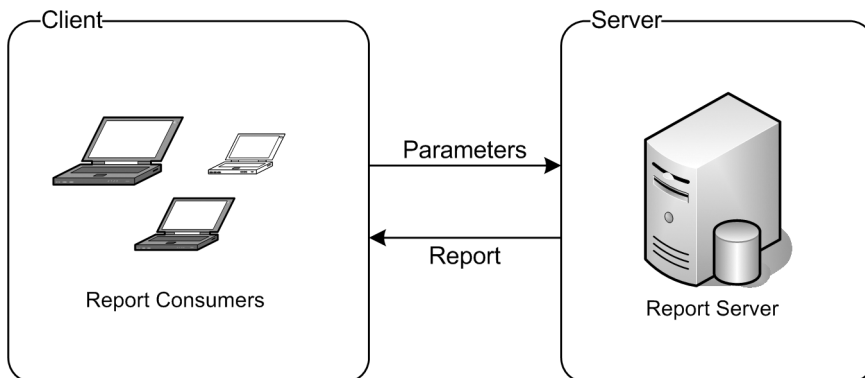 Client
Server
Parameters
Report
Report Consumers
Report Server